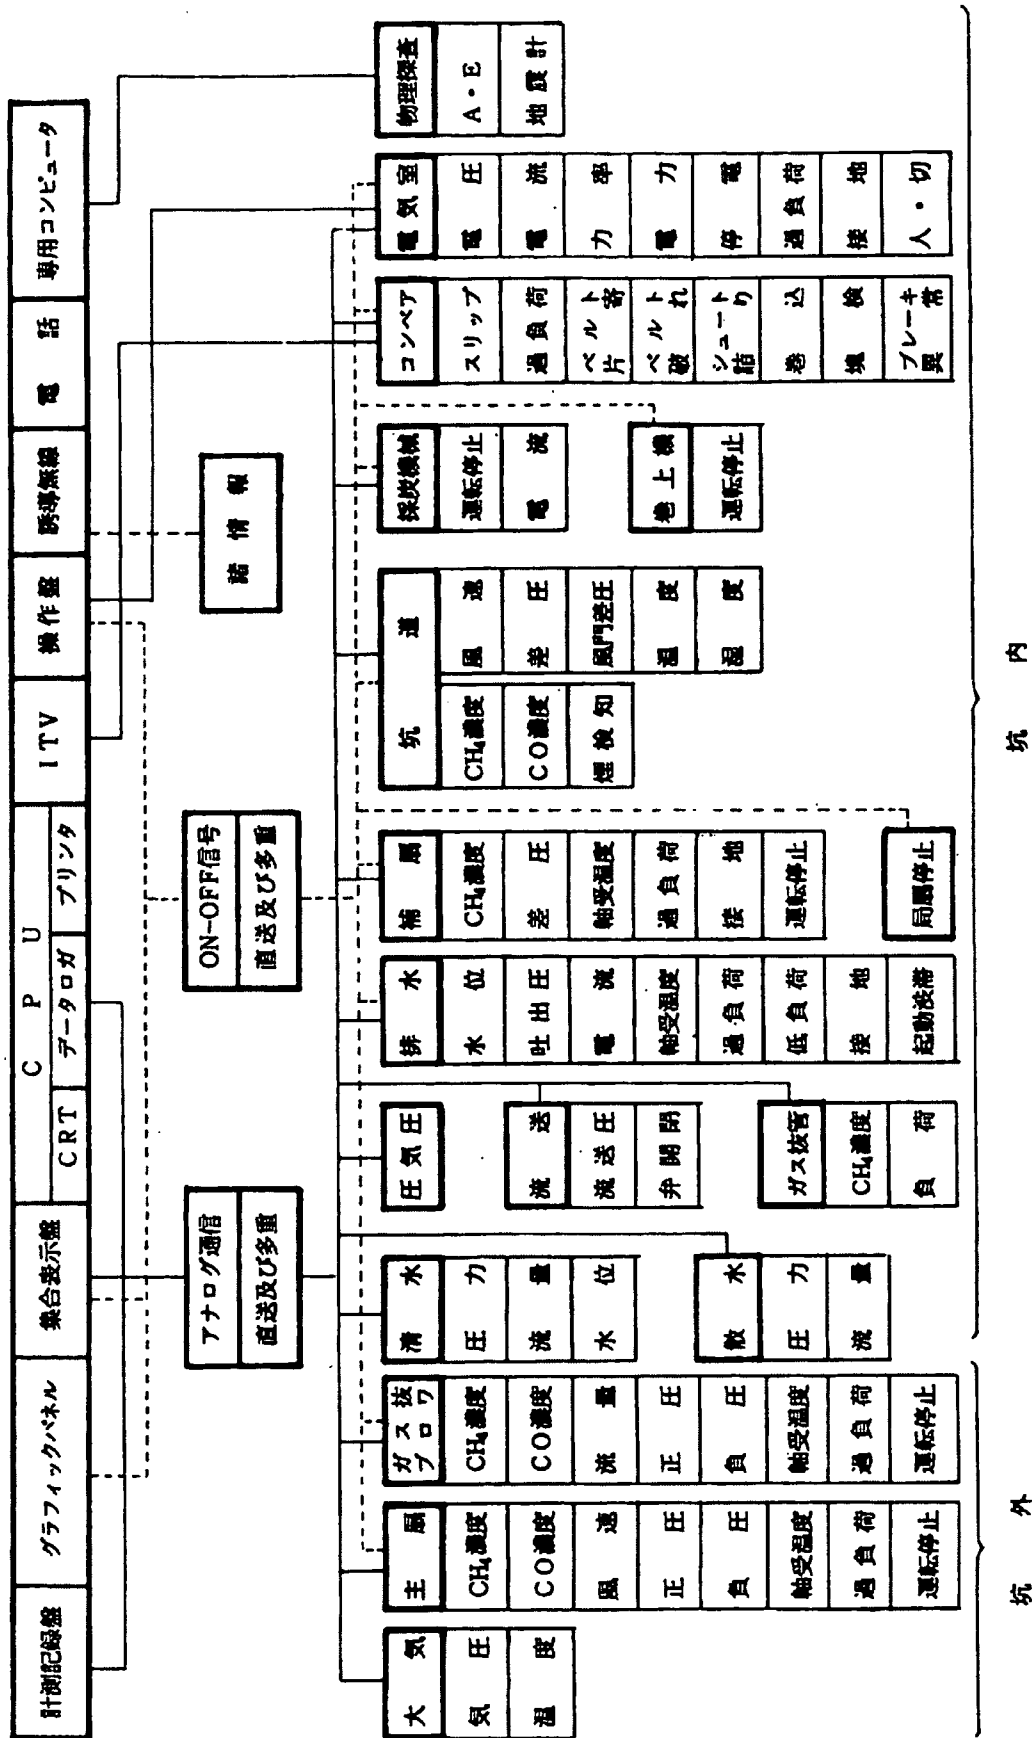 計測記録盤
グラフィックパネル
集合表示盤
CPU
CRT
データロガ
プリンタ
ITV
操作盤
誘導無線
電話
専用コンピュータ
アナログ通信
直送及び多重
ON-OFF信号
直送及び多重
諸情報
大気
気圧
温度
主扇
CH₄濃度
CO濃度
風速
正圧
負圧
軸受温度
過負荷
運転停止
ガス抜
ブロワ
CH₄濃度
CO濃度
流量
正圧
負圧
軸受温度
過負荷
運転停止
清水
圧力
流量
水位
散水
圧力
流量
圧気圧
流送
流送圧
弁開閉
ガス抜管
CH₄濃度
負荷
排水
水位
吐出圧
電流
軸受温度
過負荷
低負荷
接地
起動渋滞
補扇
CH₄濃度
差圧
軸受温度
過負荷
接地
運転停止
局扇停止
坑道
CH₄濃度
CO濃度
煙検知
風速
差圧
風門差圧
温度
湿度
採炭機械
運転停止
電流
巻上機
運転停止
コンベア
スリップ
過負荷
ベルト
片寄
ベルト
破れ
シュート
詰り
巻込
塊検
ブレーキ
異常
電気室
電圧
電流
力率
電力
停電
過負荷
接地
入・切
物理探査
A・E
地震計
坑外
坑内